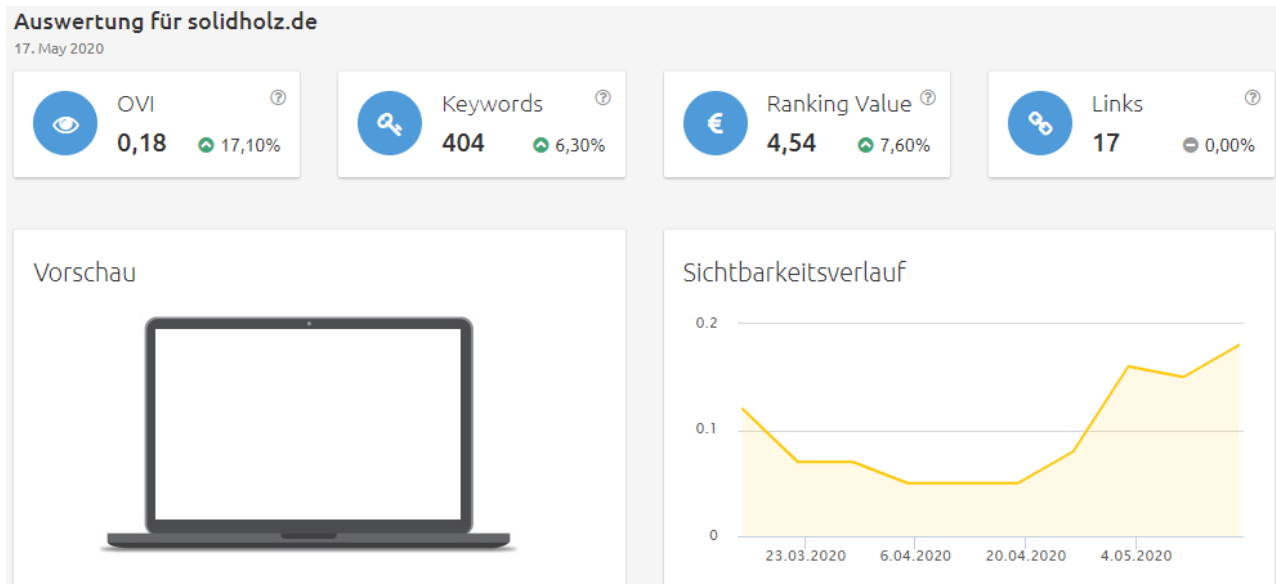 Auswertung für solidholz.de
17. May 2020
OVI
0,18 17,10%
Keywords
404 6,30%
Ranking Value
€ 4,54 7,60%
Links
17 0,00%
Vorschau
Sichtbarkeitsverlauf
0.2
0.1
0
23.03.2020 6.04.2020 20.04.2020 4.05.2020